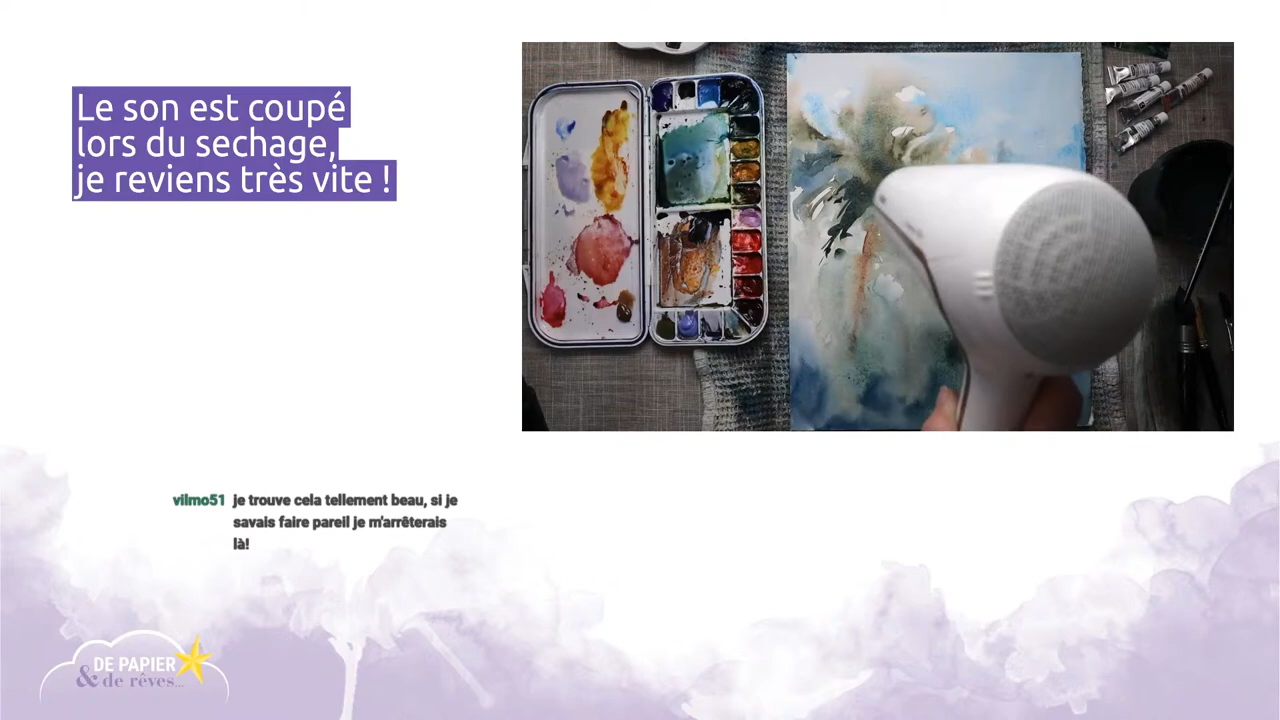 Le son est coupé
lors du sechage,
je reviens très vite !
vilmo51 je trouve cela tellement beau, si je
savais faire pareil je m'arrêterais
là!
DE PAPIER
& de rêves...